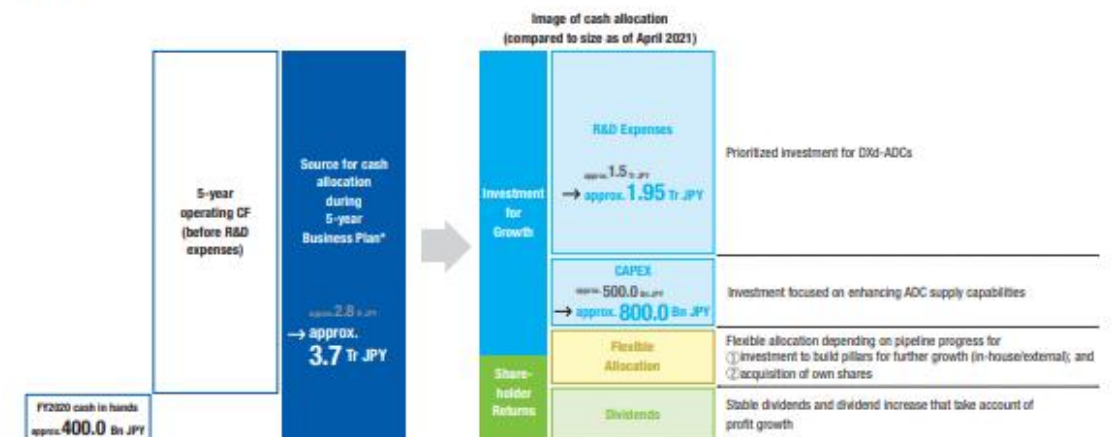 Image of cash allocation
(compared to size as of April 2021)
5-year
operating CF
(before R&D
expenses)
Source for cash
allocation
during
5-year
Business Plan*
approx. 2.8 Tr JPY
→ approx.
3.7 Tr JPY
FY2020 cash in hands
approx. 400.0 Bn JPY
Investment
for
Growth
R&D Expenses
approx. 1.5 Tr JPY
→ approx. 1.95 Tr JPY
Prioritized investment for DXd-ADCs
CAPEX
approx. 500.0 Bn JPY
→ approx. 800.0 Bn JPY
Investment focused on enhancing ADC supply capabilities
Flexible
Allocation
Flexible allocation depending on pipeline progress for
①investment to build pillars for further growth (in-house/external); and
②acquisition of own shares
Share-
holder
Returns
Dividends
Stable dividends and dividend increase that take account of
profit growth